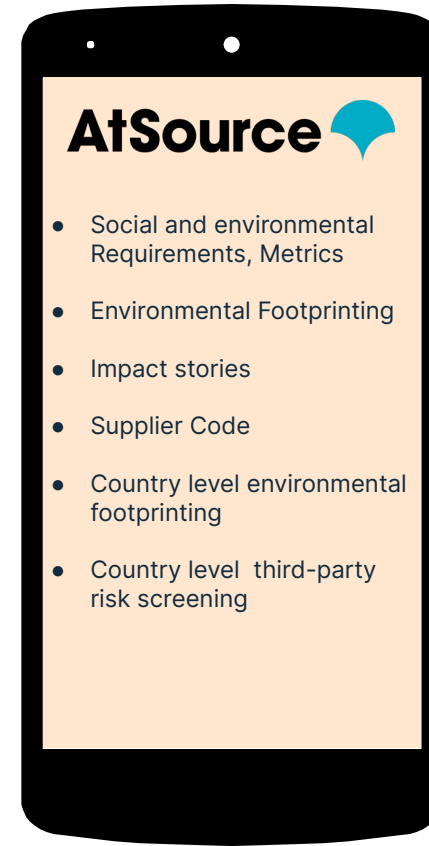 AtSource
● Social and environmental
Requirements, Metrics
● Environmental Footprinting
● Impact stories
● Supplier Code
● Country level environmental
footprinting
● Country level  third-party
risk screening